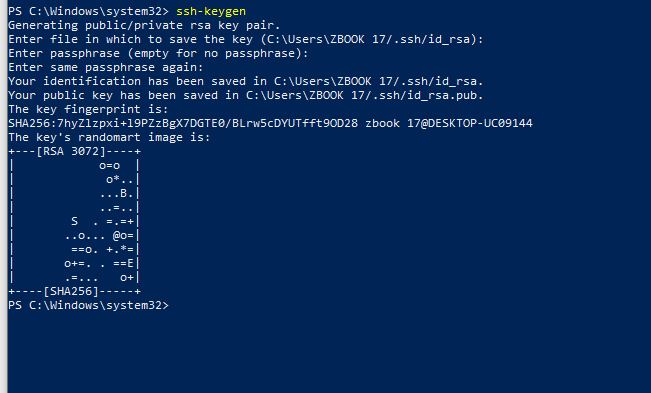 PS C:\Windows\system32> ssh-keygen
Generating public/private rsa key pair.
Enter file in which to save the key (C:\Users\ZBOOK 17/.ssh/id_rsa):
Enter passphrase (empty for no passphrase):
Enter same passphrase again:
Your identification has been saved in C:\Users\ZBOOK 17/.ssh/id_rsa.
Your public key has been saved in C:\Users\ZBOOK 17/.ssh/id_rsa.pub.
The key fingerprint is:
SHA256:7hyZlzpxi+l9PZzBgX7DGTE0/BLrw5cDYUTfft9OD28 zbook 17@DESKTOP-UC09144
The key's randomart image is:
+---[RSA 3072]----+
|            o=o  |
|             o*..|
|            ...B.|
|            ..=..|
|        S  . =.=+|
|       ..o... @o=|
|        ==o. +.*=|
|       o+=. . ==E|
|       .=...   o+|
+----[SHA256]-----+
PS C:\Windows\system32>